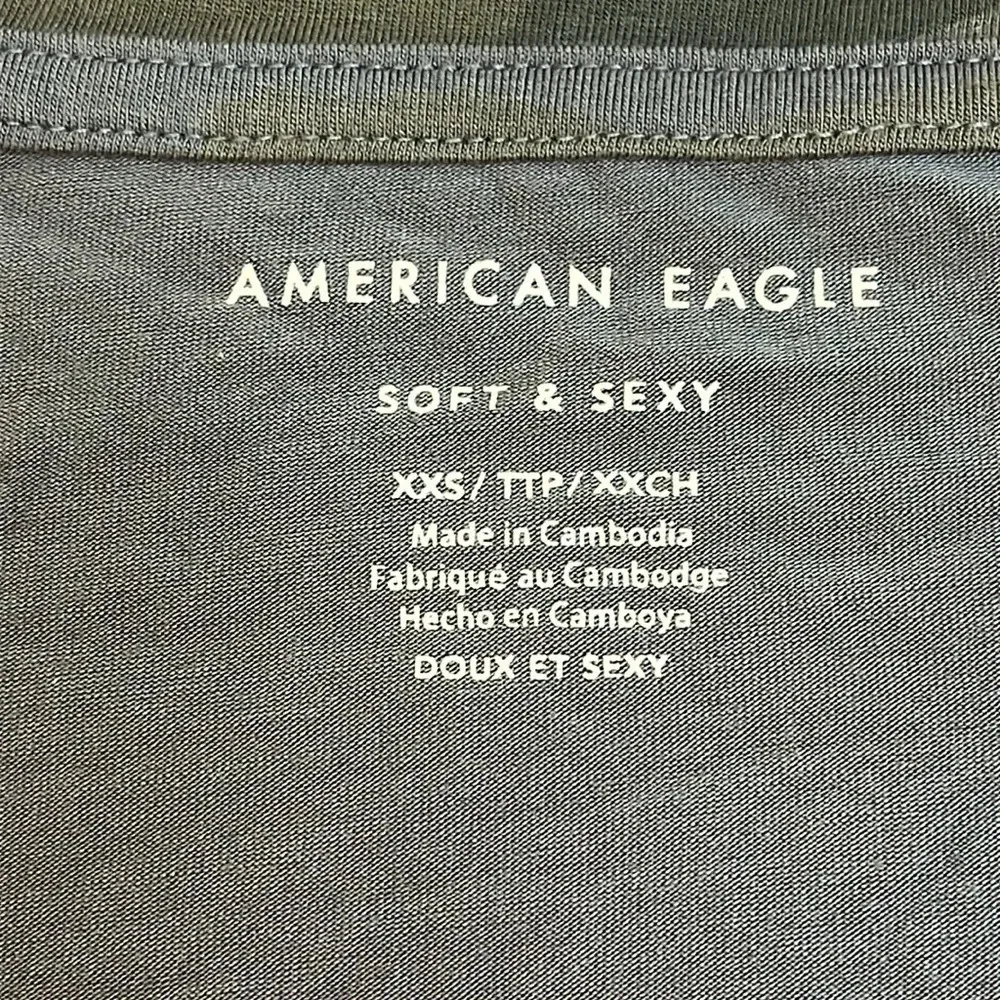 AMERICAN EAGLE
SOFT & SEXY
XXS/ TTP/ XXCH
Made in Cambodia
Fabriqué au Cambodge
Hecho en Camboya
DOUX ET SEXY